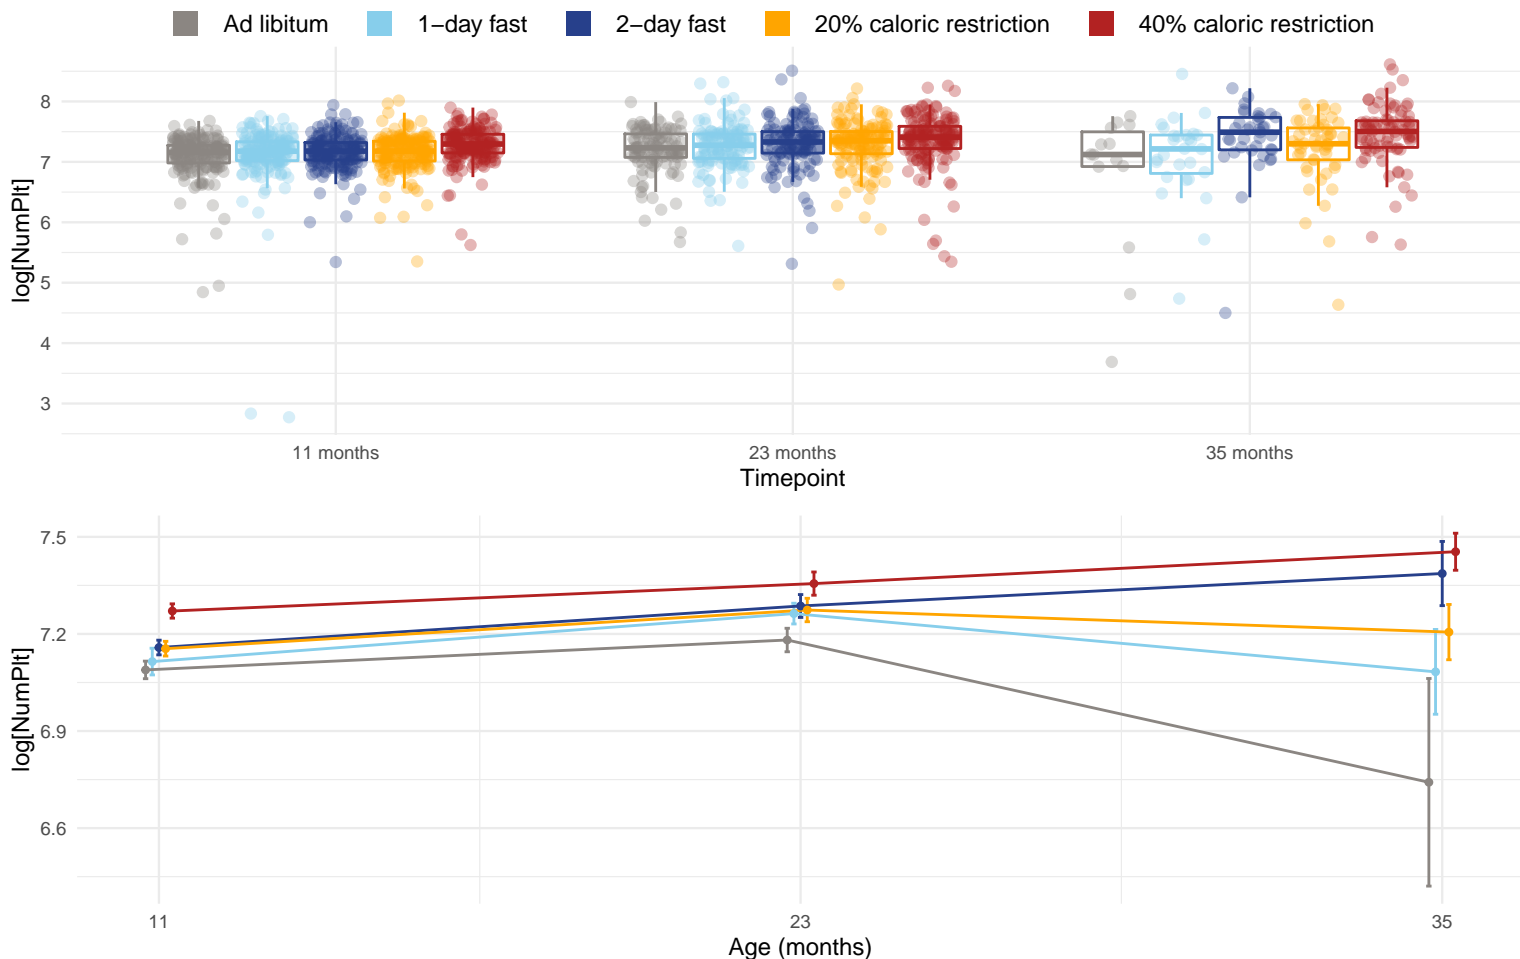 Ad libitum 1−day fast 2−day fast 20% caloric restriction 40% caloric restriction
log[NumPlt]
8
7
6
5
4
3
11 months 23 months 35 months
Timepoint
log[NumPlt]
7.5
7.2
6.9
6.6
11 23 35
Age (months)